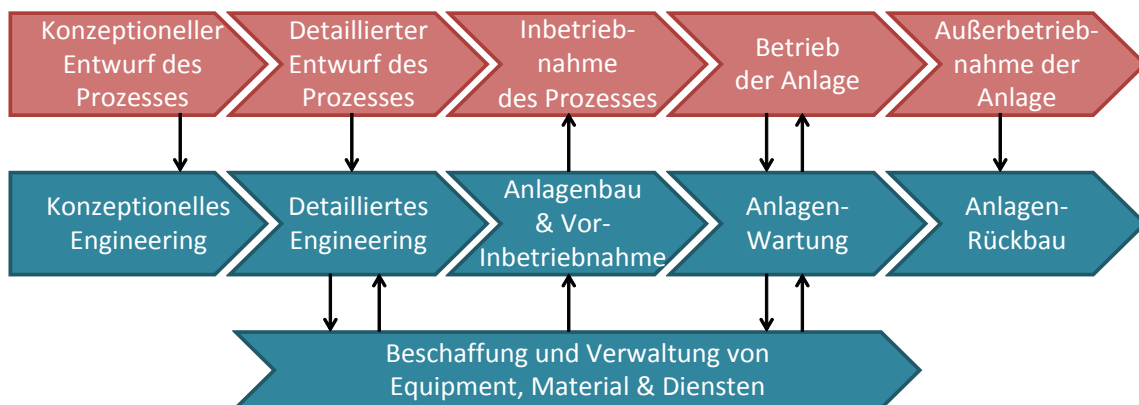 Konzeptioneller
Entwurf des
Prozesses
Detaillierter
Entwurf des
Prozesses
Inbetrieb-
nahme
des Prozesses
Betrieb
der Anlage
Außerbetrieb-
nahme der
Anlage
Konzeptionelles
Engineering
Detailliertes
Engineering
Anlagenbau
& Vor-
Inbetriebnahme
Anlagen-
Wartung
Anlagen-
Rückbau
Beschaffung und Verwaltung von
Equipment, Material & Diensten